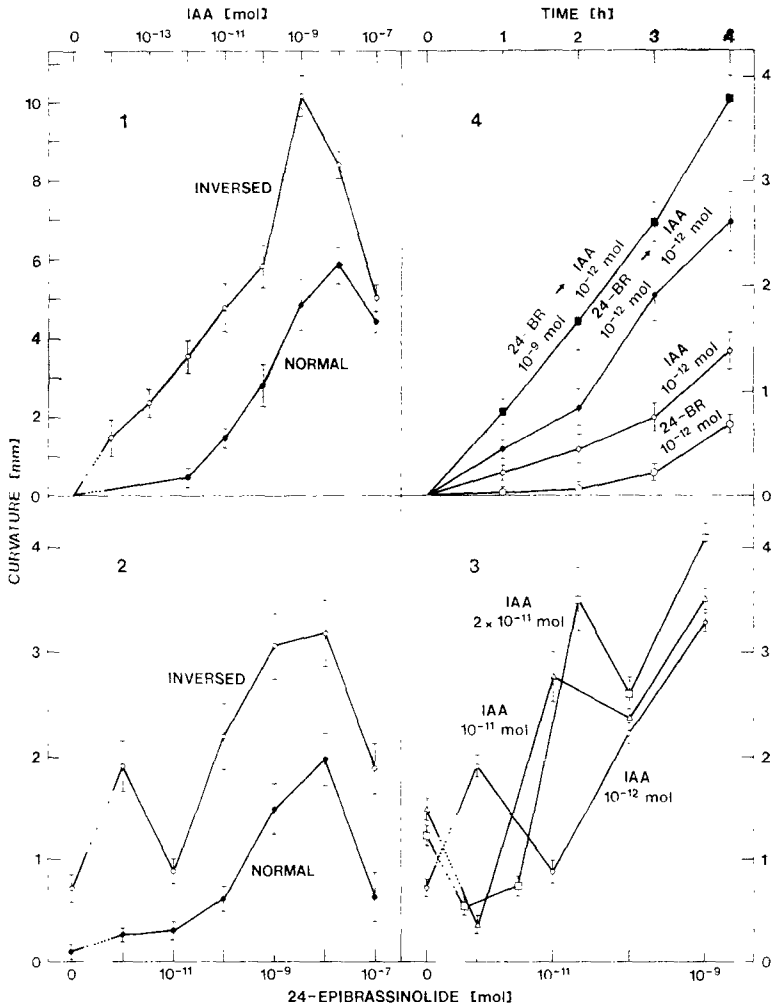 IAA [mol]
0 10⁻¹³ 10⁻¹¹ 10⁻⁹ 10⁻⁷
TIME [h]
0 1 2 3 4
CURVATURE [mm]
10
8
6
4
2
0
1
INVERSED
NORMAL
4
3
2
1
0
4
24-BR → IAA
10⁻⁹ mol 10⁻¹² mol
24-BR → IAA
10⁻¹² mol 10⁻¹² mol
IAA
10⁻¹² mol
24-BR
10⁻¹² mol
4
3
2
1
0
2
INVERSED
NORMAL
4
3
2
1
0
3
IAA
2 × 10⁻¹¹ mol
IAA
10⁻¹¹ mol
IAA
10⁻¹² mol
0 10⁻¹¹ 10⁻⁹ 10⁻⁷
0 10⁻¹¹ 10⁻⁹
24-EPIBRASSINOLIDE [mol]